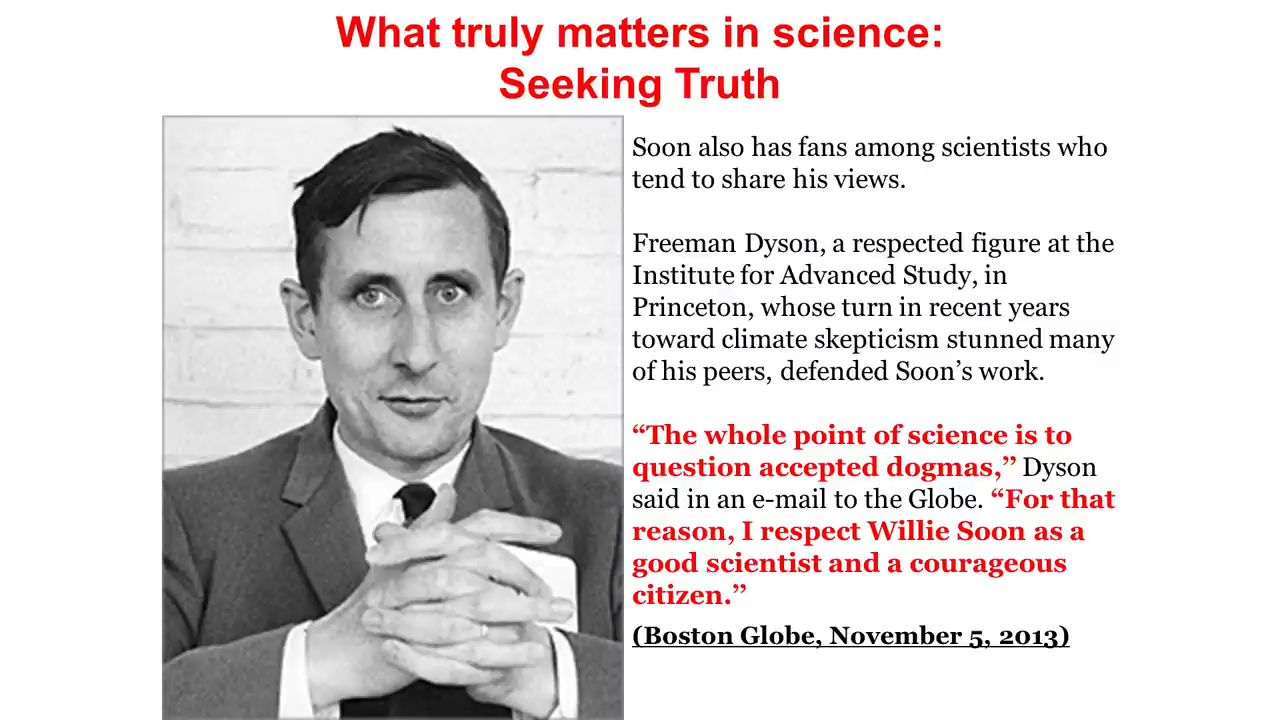 What truly matters in science:
Seeking Truth
Soon also has fans among scientists who
tend to share his views.
Freeman Dyson, a respected figure at the
Institute for Advanced Study, in
Princeton, whose turn in recent years
toward climate skepticism stunned many
of his peers, defended Soon’s work.
“The whole point of science is to
question accepted dogmas,” Dyson
said in an e-mail to the Globe. “For that
reason, I respect Willie Soon as a
good scientist and a courageous
citizen.”
(Boston Globe, November 5, 2013)